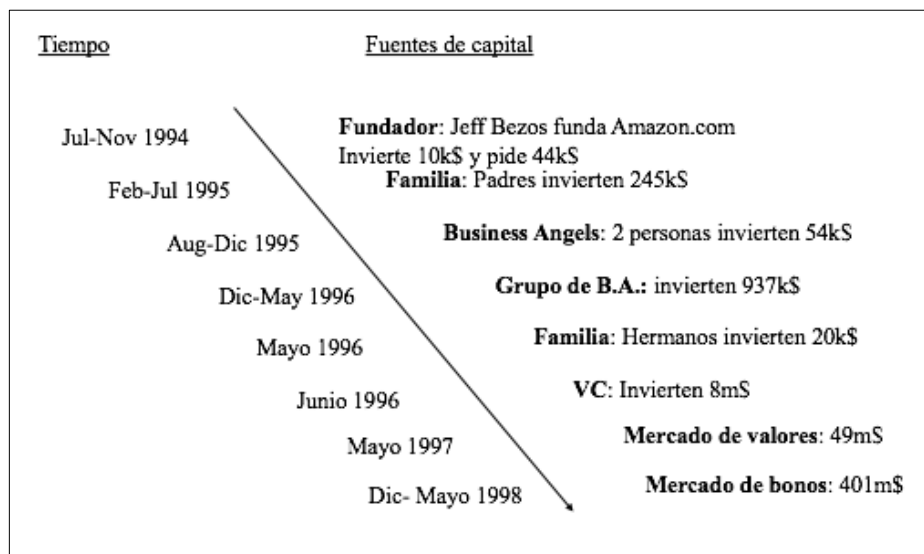 Tiempo
Fuentes de capital
Jul-Nov 1994
Fundador: Jeff Bezos funda Amazon.com
Invierte 10k$ y pide 44k$
Feb-Jul 1995
Familia: Padres invierten 245k$
Aug-Dic 1995
Business Angels: 2 personas invierten 54k$
Dic-May 1996
Grupo de B.A.: invierten 937k$
Mayo 1996
Familia: Hermanos invierten 20k$
Junio 1996
VC: Invierten 8m$
Mayo 1997
Mercado de valores: 49m$
Dic- Mayo 1998
Mercado de bonos: 401m$